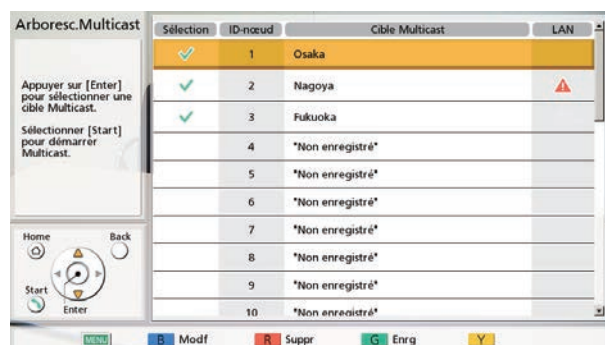 Arboresc.Multicast
Appuyer sur [Enter]
pour sélectionner une
cible Multicast.
Sélectionner [Start]
pour démarrer
Multicast.
Home
Back
Start
Enter
Sélection ID-nœud Cible Multicast LAN
1 Osaka
2 Nagoya
3 Fukuoka
4 *Non enregistré*
5 *Non enregistré*
6 *Non enregistré*
7 *Non enregistré*
8 *Non enregistré*
9 *Non enregistré*
10 *Non enregistré*
MENU B Modf R Suppr G Enrg Y